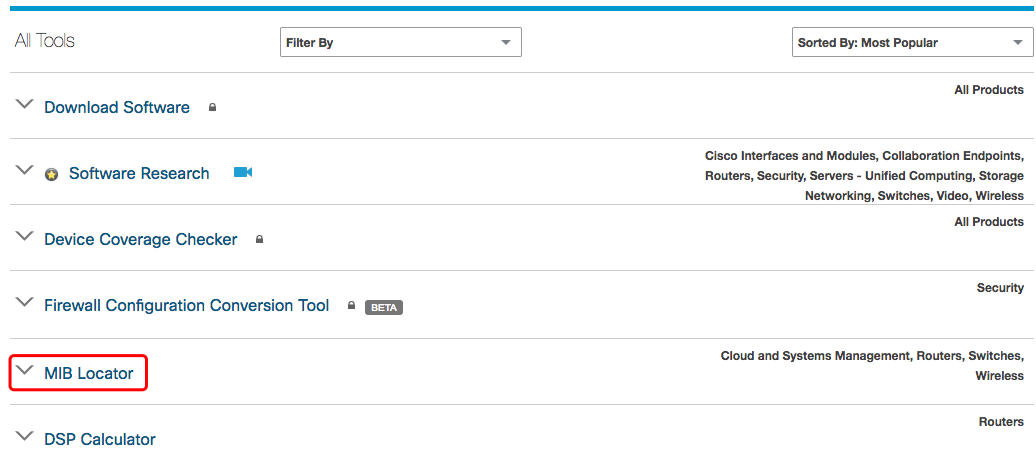 All Tools
Filter By
Sorted By: Most Popular
All Products
Download Software
Cisco Interfaces and Modules, Collaboration Endpoints,
Software Research
Routers, Security, Servers - Unified Computing, Storage
Networking, Switches, Video, Wireless
All Products
Device Coverage Checker
Security
Firewall Configuration Conversion Tool
BETA
Cloud and Systems Management, Routers, Switches,
MIB Locator
Wireless
Routers
DSP Calculator